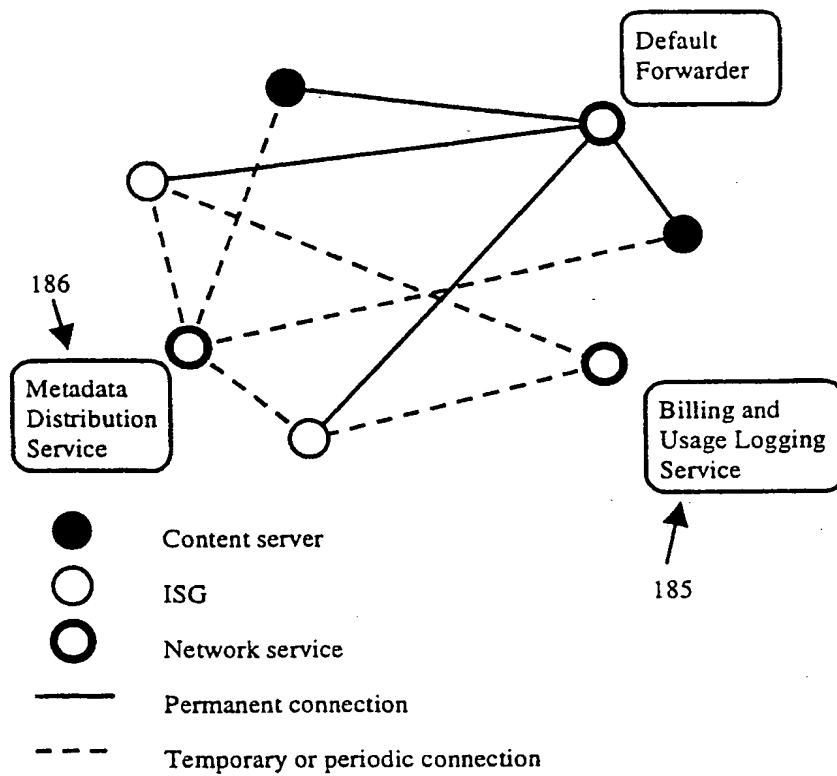 Default
Forwarder
186
Metadada
Distribution
Service
Billing and
Usage Logging
Service
185
Content server
ISG
Network service
Permanent connection
Temporary or periodic connection